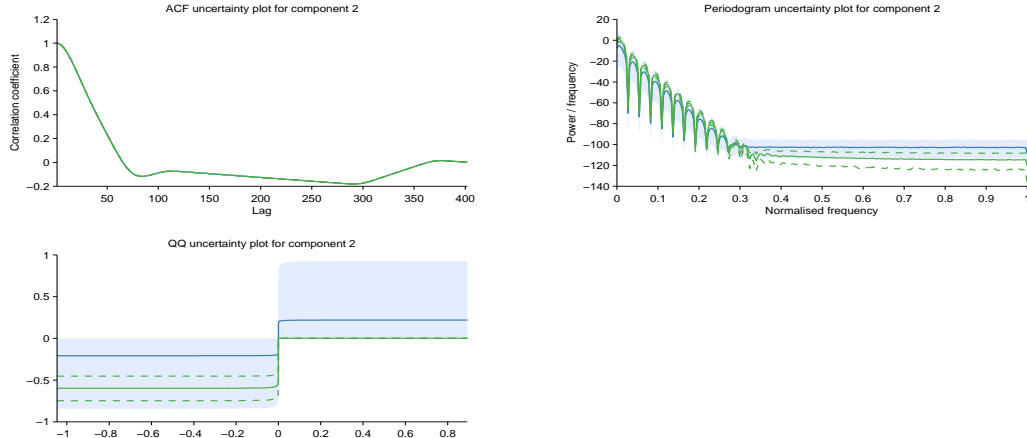 ACF uncertainty plot for component 2
1.2
1
0.8
0.6
0.4
0.2
0
−0.2
Correlation coefficient
50 100 150 200 250 300 350 400
Lag
Periodogram uncertainty plot for component 2
20
0
−20
−40
−60
−80
−100
−120
−140
Power / frequency
0 0.1 0.2 0.3 0.4 0.5 0.6 0.7 0.8 0.9 1
Normalised frequency
QQ uncertainty plot for component 2
1
0.5
0
−0.5
−1
−1 −0.8 −0.6 −0.4 −0.2 0 0.2 0.4 0.6 0.8